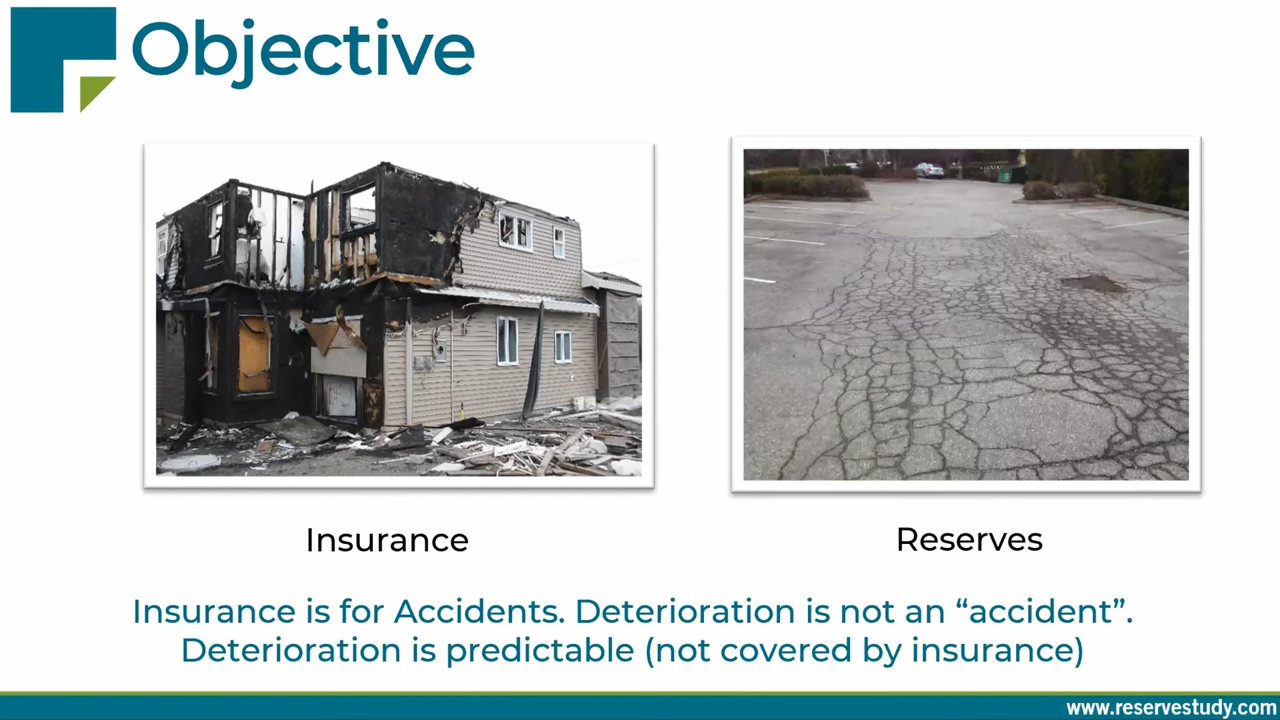 Objective
Insurance
Reserves
Insurance is for Accidents. Deterioration is not an “accident”.
Deterioration is predictable (not covered by insurance)
www.reservestudy.com